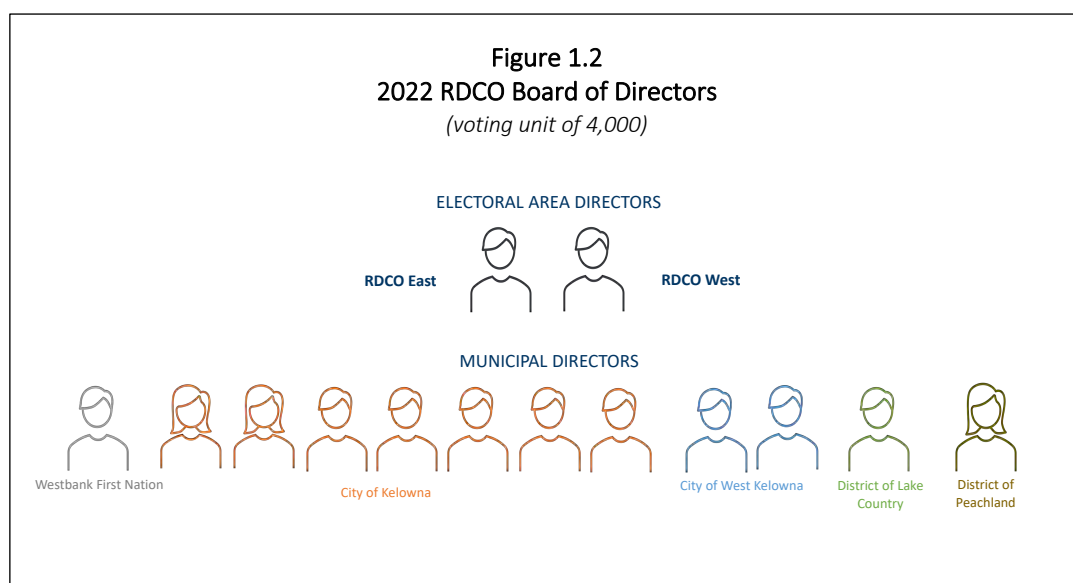 Figure 1.2
2022 RDCO Board of Directors
(voting unit of 4,000)
ELECTORAL AREA DIRECTORS
RDCO East
RDCO West
MUNICIPAL DIRECTORS
Westbank First Nation
City of Kelowna
City of West Kelowna
District of Lake
Country
District of
Peachland